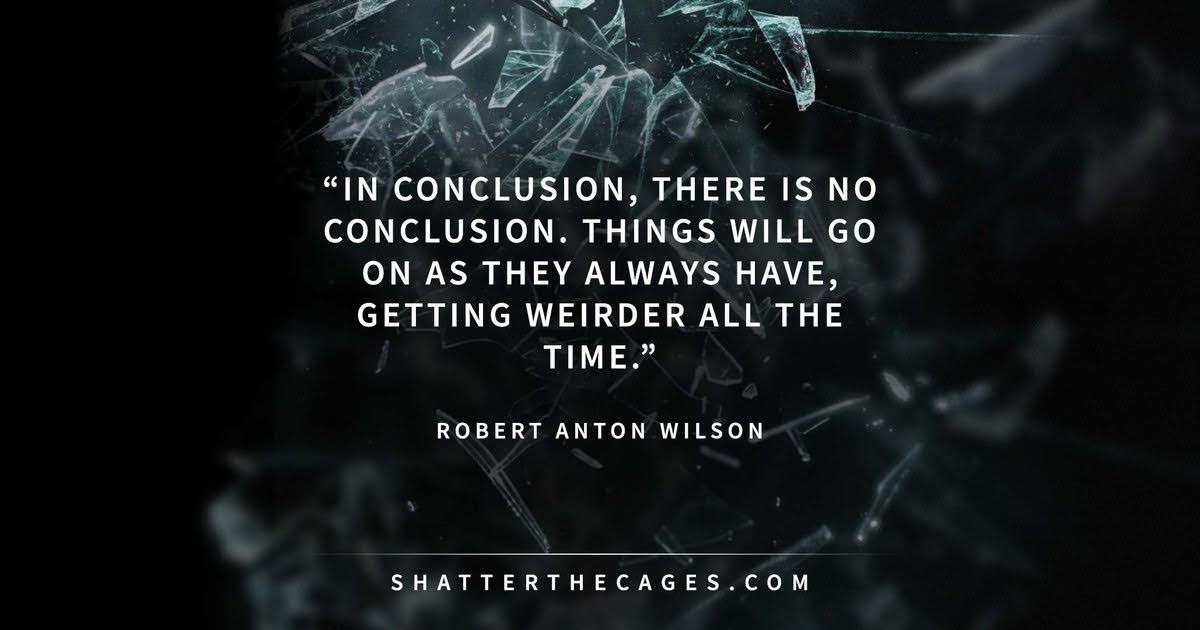 “IN CONCLUSION, THERE IS NO
CONCLUSION. THINGS WILL GO
ON AS THEY ALWAYS HAVE,
GETTING WEIRDER ALL THE
TIME.”
ROBERT ANTON WILSON
SHATTERTHECAGES.COM